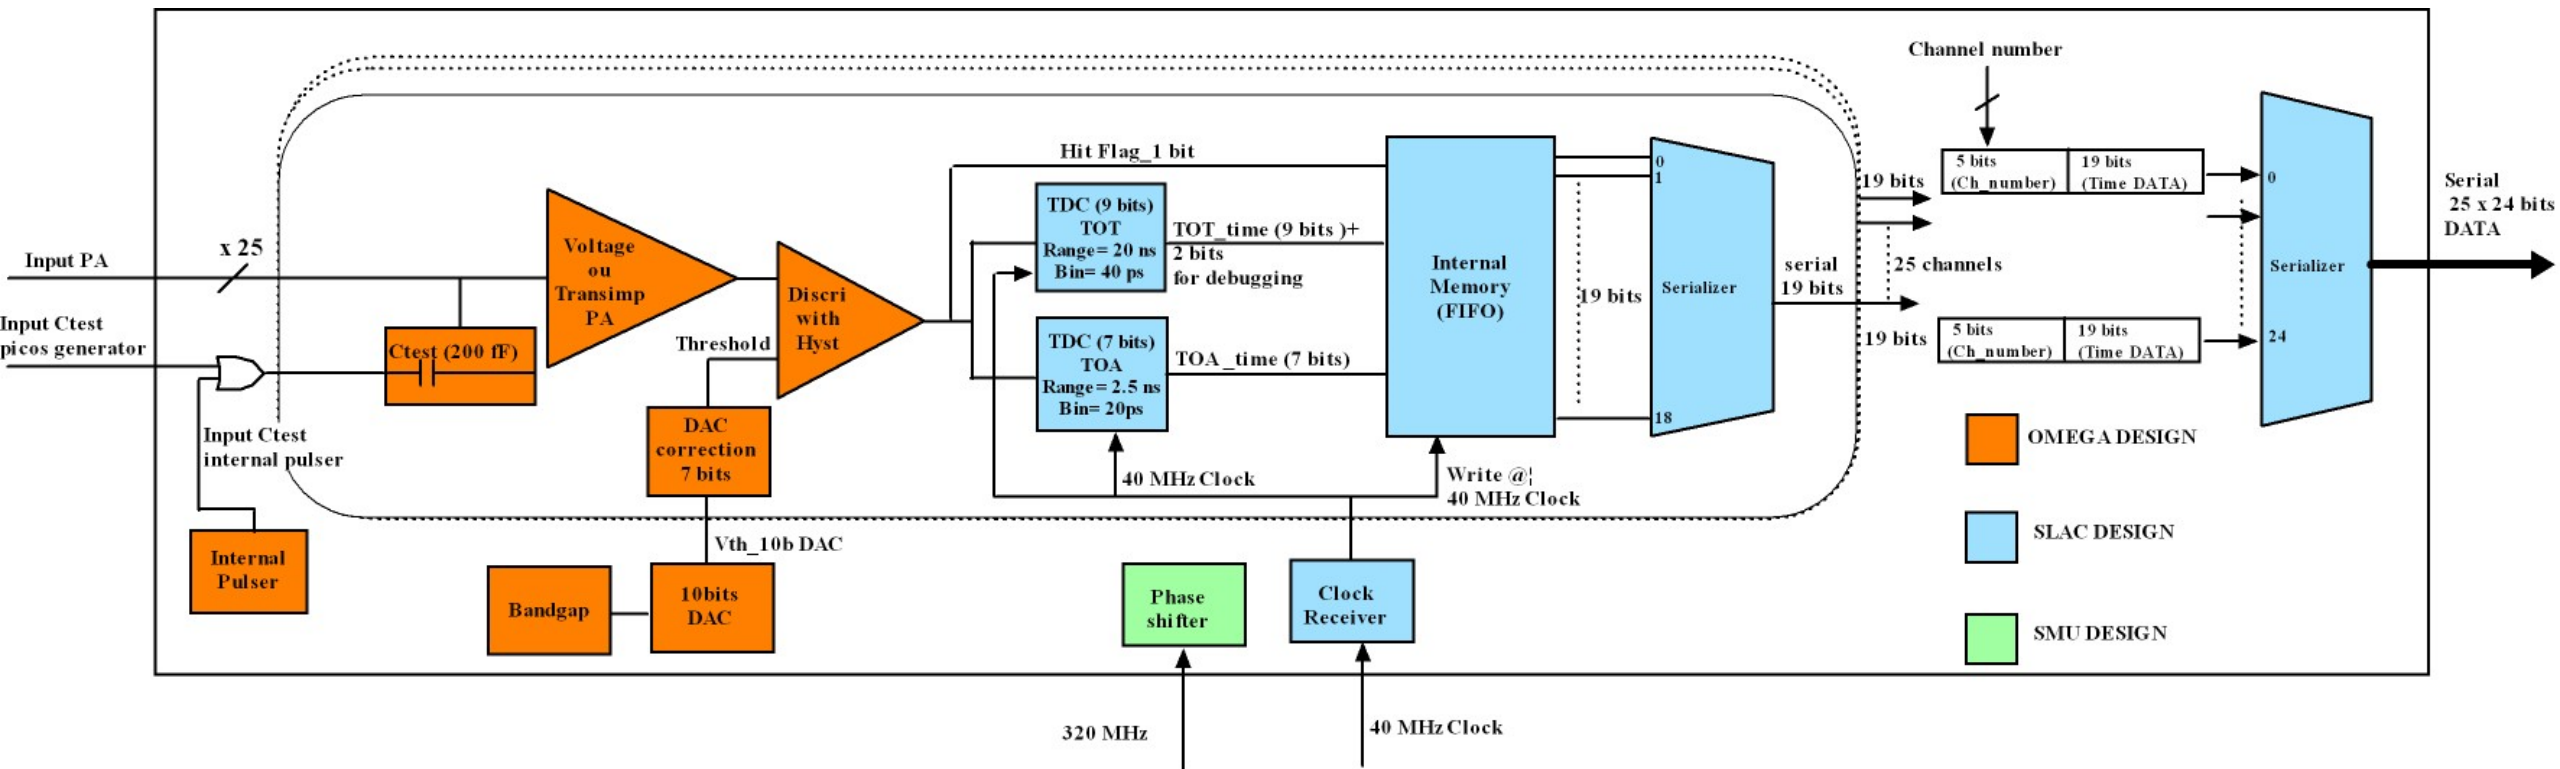 Input PA
x 25
Input Ctest
picos generator
Input Ctest
internal pulser
Internal
Pulser
Ctest (200 fF)
Voltage
ou
Transimp
PA
Discri
with
Hyst
Threshold
DAC
correction
7 bits
Vth_10b DAC
Bandgap
10bits
DAC
Hit Flag_1 bit
TDC (9 bits)
TOT
Range= 20 ns
Bin= 40 ps
TOT_time (9 bits )+
2 bits
for debugging
TDC (7 bits)
TOA
Range= 2.5 ns
Bin= 20ps
TOA_time (7 bits)
40 MHz Clock
Internal
Memory
(FIFO)
Write @¦
40 MHz Clock
0
1
19 bits
18
Serializer
serial
19 bits
Phase
shifter
Clock
Receiver
320 MHz
40 MHz Clock
19 bits
25 channels
19 bits
Channel number
5 bits
(Ch_number)
19 bits
(Time DATA)
5 bits
(Ch_number)
19 bits
(Time DATA)
0
24
Serializer
Serial
25 x 24 bits
DATA
OMEGA DESIGN
SLAC DESIGN
SMU DESIGN